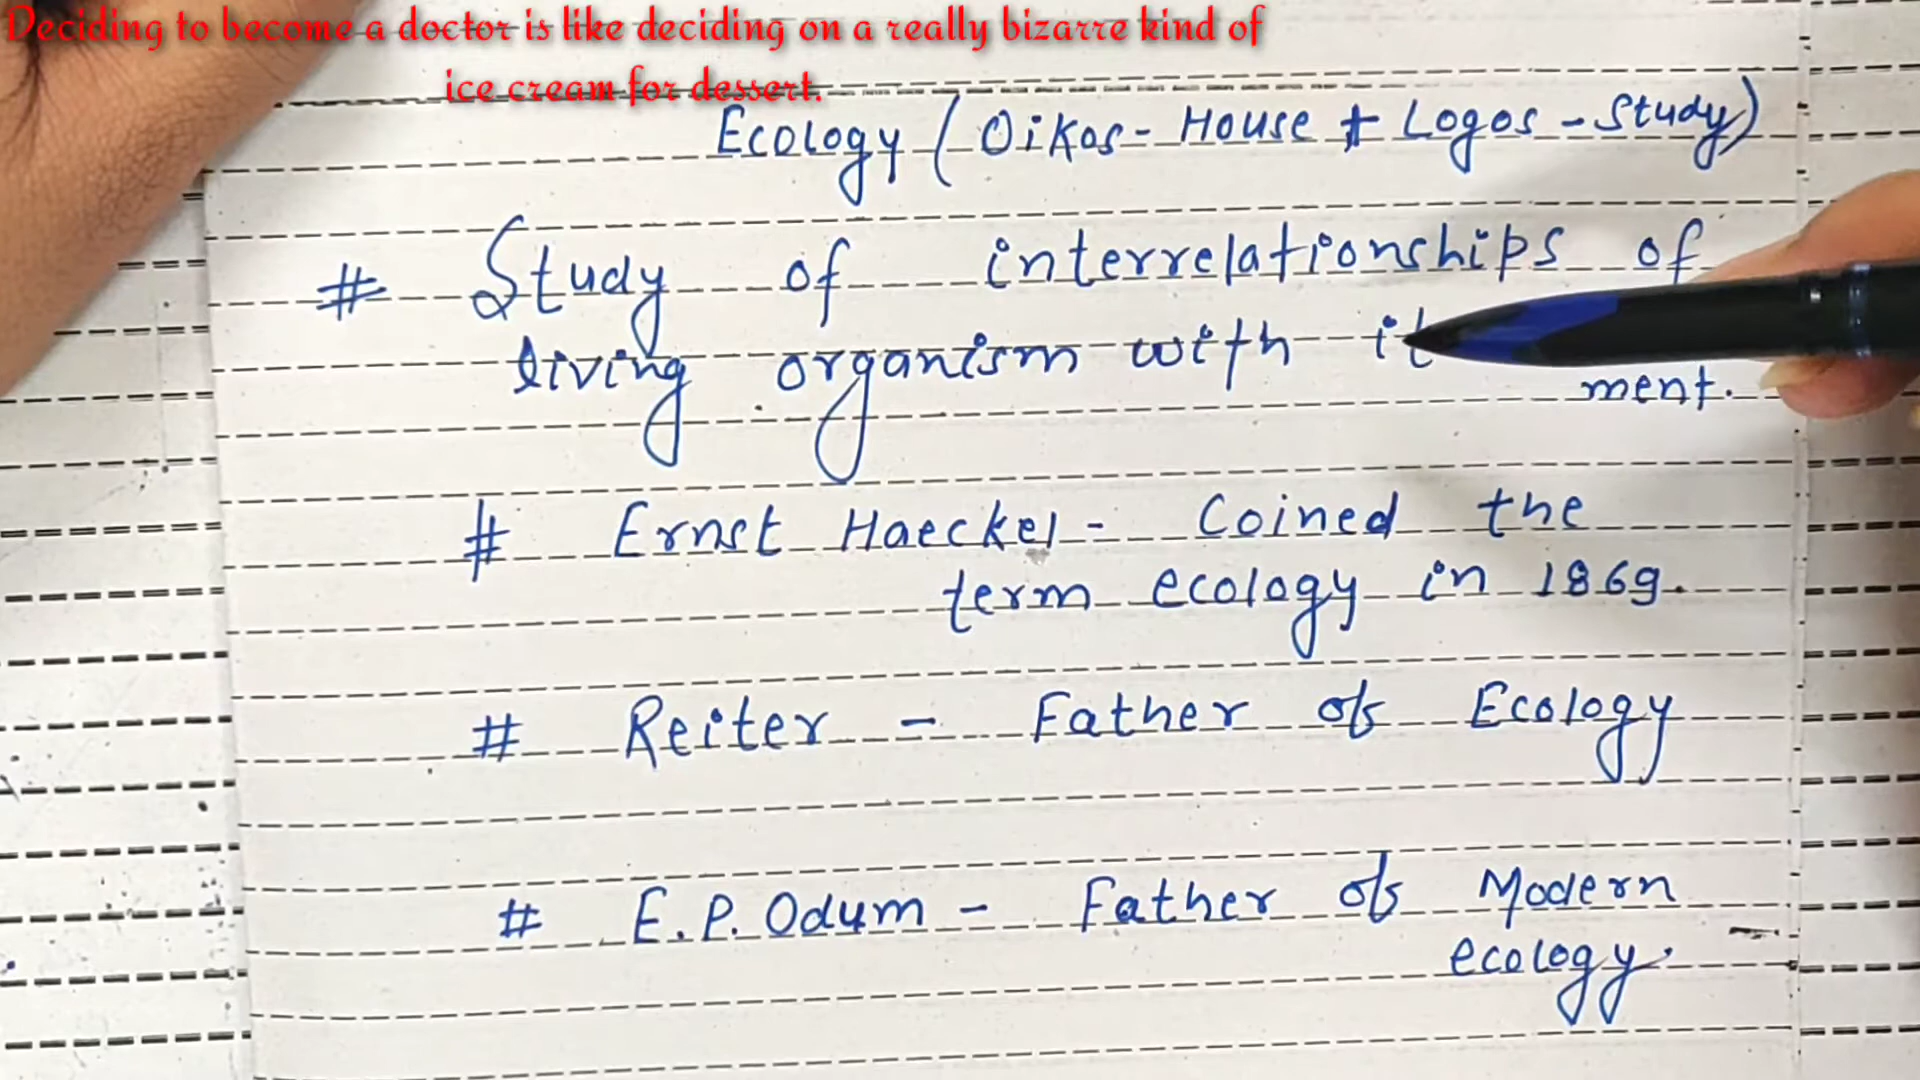 Deciding to become a doctor is like deciding on a really bizarre kind of
ice cream for dessert.
Ecology (Oikos - House + Logos - Study)
# Study of interrelationships of
living organism with it
ment.
# Ernst Haeckel - Coined the
term ecology in 1869.
# Reiter - Father of Ecology
# E.P. Odum - Father of Modern
ecology.